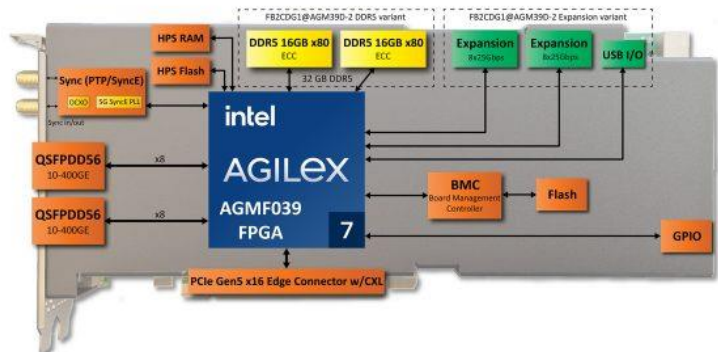 FB2CDG1@AGM39D-2 DDR5 variant
FB2CDG1@AGM39D-2 Expansion variant
HPS RAM
DDR5 16GB x80
ECC
DDR5 16GB x80
ECC
Expansion
8x25Gbps
Expansion
8x25Gbps
USB I/O
HPS Flash
32 GB DDR5
Sync (PTP/SyncE)
OCXO
5G SyncE PLL
Sync in/out
intel
AGILEX
AGMF039
FPGA
7
QSFPDD56
10-400GE
x8
QSFPDD56
10-400GE
x8
BMC
Board Management
Controller
Flash
GPIO
PCIe Gen5 x16 Edge Connector w/CXL